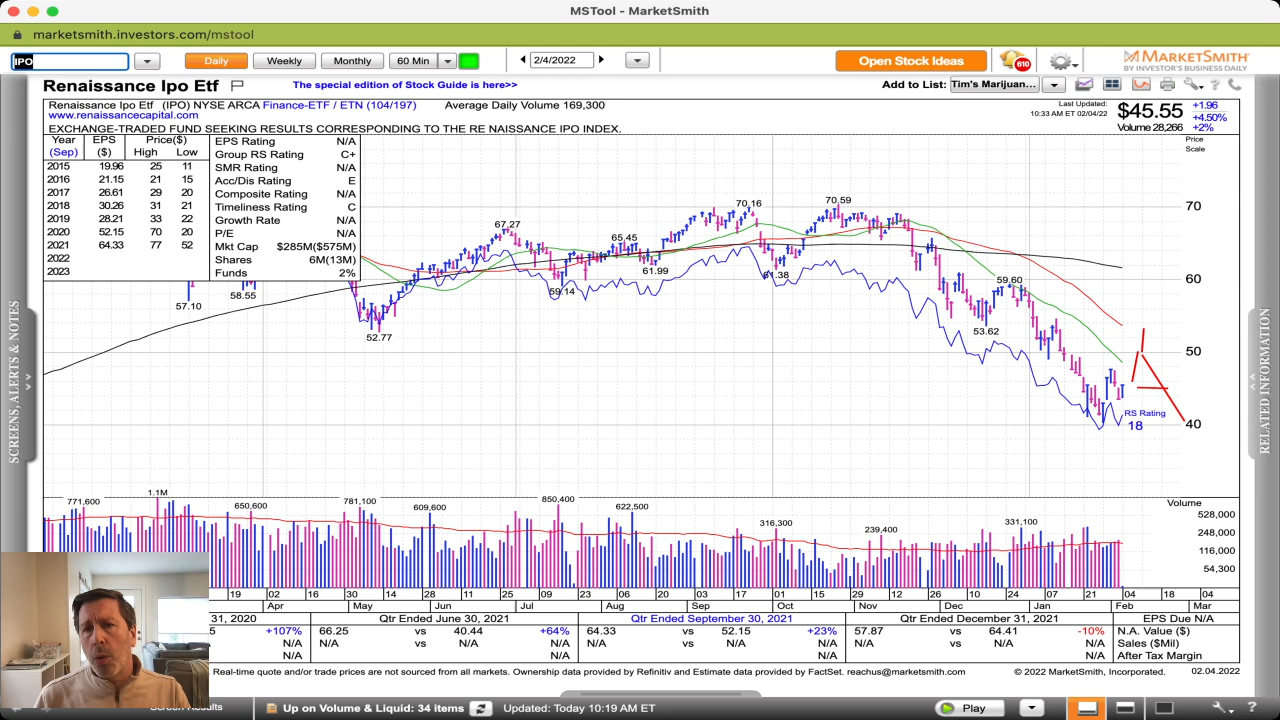 MSTool - MarketSmith
marketsmith.investors.com/mstool
IPO Daily Weekly Monthly 60 Min 2/4/2022 Open Stock Ideas 610 MARKETSMITH
BY INVESTOR'S BUSINESS DAILY
Renaissance Ipo Etf The special edition of Stock Guide is here>> Add to List: Tim's Marijuan...
Renaissance Ipo Etf (IPO) NYSE ARCA Finance-ETF / ETN (104/197) Average Daily Volume 169,300
www.renaissancecapital.com
EXCHANGE-TRADED FUND SEEKING RESULTS CORRESPONDING TO THE RE NAISSANCE IPO INDEX.
Last Updated:
10:33 AM ET 02/04/22
$45.55
Volume 28,266
+1.96
+4.50%
+2%
Year EPS Price($)
(Sep) ($) High Low
2015 19.96 25 11
2016 21.15 21 15
2017 26.61 29 20
2018 30.26 31 21
2019 28.21 33 22
2020 52.15 70 20
2021 64.33 77 52
2022
2023
EPS Rating N/A
Group RS Rating C+
SMR Rating N/A
Acc/Dis Rating E
Composite Rating N/A
Timeliness Rating C
Growth Rate N/A
P/E N/A
Mkt Cap $285M($575M)
Shares 6M(13M)
Funds 2%
Price
Scale
70
60
50
40
57.10
58.55
52.77
67.27
59.14
65.45
61.99
70.16
61.38
70.59
53.62
59.60
RS Rating
18
SCREENS, ALERTS & NOTES
RELATED INFORMATION
771,600 1.1M 650,600 781,100 609,600 850,400 622,500 316,300 239,400 331,100
Volume
528,000
248,000
116,000
54,300
19 02 16 30 14 28 11 25 09 23 06 20 03 17 01 15 29 12 26 10 24 07 21 04 18 04
Apr May Jun Jul Aug Sep Oct Nov Dec Jan Feb Mar
31, 2020 Qtr Ended June 30, 2021 Qtr Ended September 30, 2021 Qtr Ended December 31, 2021 EPS Due N/A
5 +107% 66.25 vs 40.44 +64% 64.33 vs 52.15 +23% 57.87 vs 64.41 -10% N.A. Value ($)
N/A N/A vs N/A N/A N/A vs N/A N/A N/A vs N/A N/A Sales ($Mil)
N/A N/A N/A N/A After Tax Margin
Real-time quote and/or trade prices are not sourced from all markets. Ownership data provided by Refinitiv and Estimate data provided by FactSet. reachus@marketsmith.com © 2022 MarketSmith, Incorporated. 02.04.2022
Screen Results Up on Volume & Liquid: 34 items Updated: Today 10:19 AM ET Play